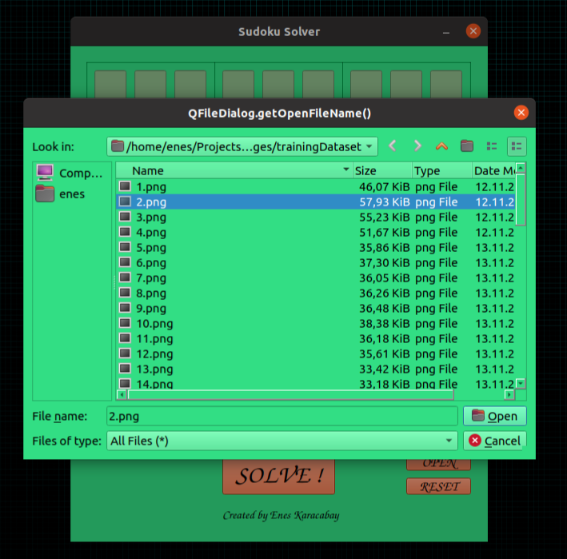 Sudoku Solver
QFileDialog.getOpenFileName()
Look in: /home/enes/Projects...ges/trainingDataset
Comp...
enes
Name Size Type Date Mo
1.png 46,07 KiB png File 12.11.2
2.png 57,93 KiB png File 12.11.2
3.png 55,23 KiB png File 12.11.2
4.png 51,67 KiB png File 12.11.2
5.png 35,86 KiB png File 13.11.2
6.png 37,30 KiB png File 13.11.2
7.png 36,05 KiB png File 13.11.2
8.png 36,26 KiB png File 13.11.2
9.png 36,48 KiB png File 13.11.2
10.png 38,38 KiB png File 13.11.2
11.png 36,18 KiB png File 13.11.2
12.png 35,61 KiB png File 13.11.2
13.png 33,42 KiB png File 13.11.2
14.png 33,18 KiB png File 13.11.2
File name: 2.png Open
Files of type: All Files (*) Cancel
OPEN
SOLVE !
RESET
Created by Enes Karacabay